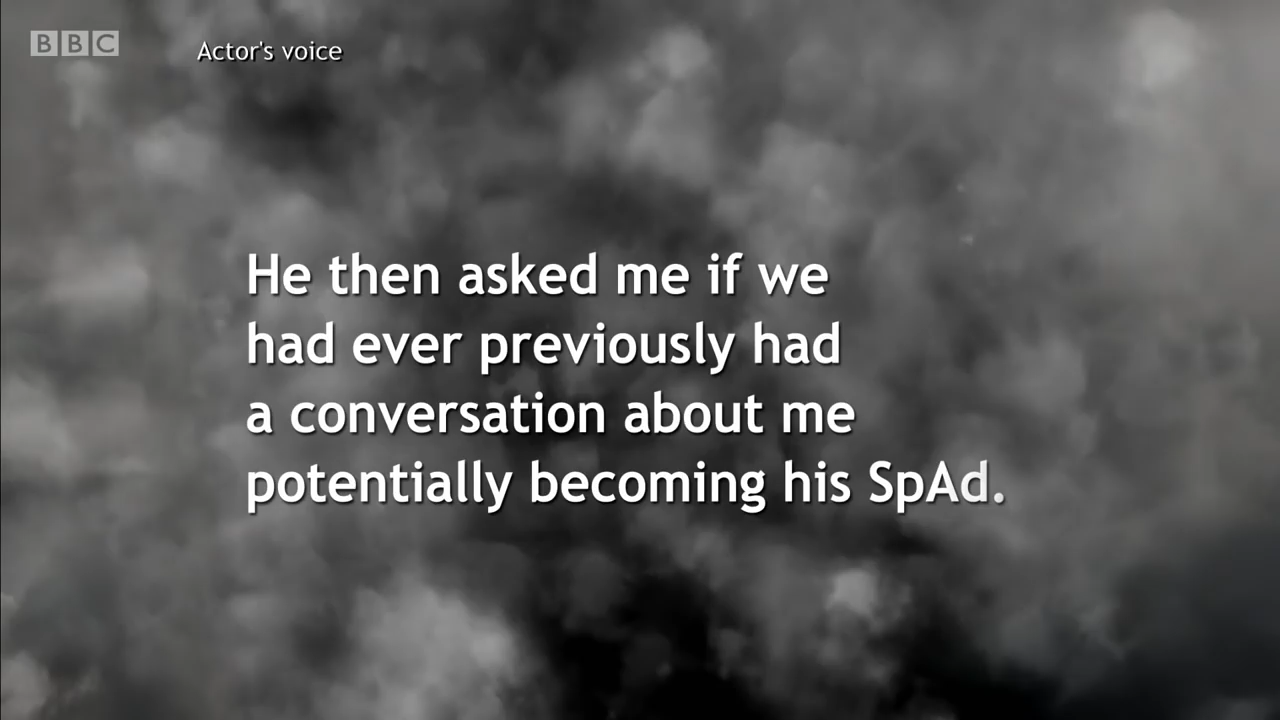 BBC
Actor's voice
He then asked me if we
had ever previously had
a conversation about me
potentially becoming his SpAd.